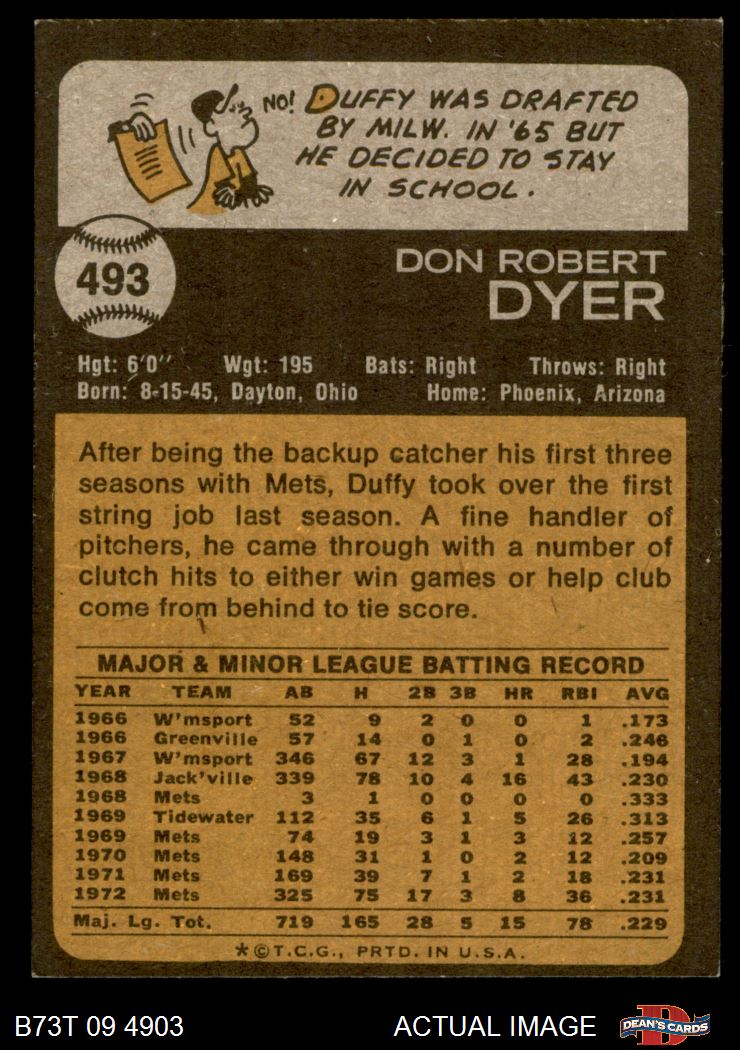 NO! DUFFY WAS DRAFTED
BY MILW. IN '65 BUT
HE DECIDED TO STAY
IN SCHOOL.
493
DON ROBERT
DYER
Hgt: 6'0" Wgt: 195 Bats: Right Throws: Right
Born: 8-15-45, Dayton, Ohio Home: Phoenix, Arizona
After being the backup catcher his first three
seasons with Mets, Duffy took over the first
string job last season. A fine handler of
pitchers, he came through with a number of
clutch hits to either win games or help club
come from behind to tie score.
MAJOR & MINOR LEAGUE BATTING RECORD
YEAR TEAM AB H 2B 3B HR RBI AVG
1966 W'msport 52 9 2 0 0 1 .173
1966 Greenville 57 14 0 1 0 2 .246
1967 W'msport 346 67 12 3 1 28 .194
1968 Jack'ville 339 78 10 4 16 43 .230
1968 Mets 3 1 0 0 0 0 .333
1969 Tidewater 112 35 6 1 5 26 .313
1969 Mets 74 19 3 1 3 12 .257
1970 Mets 148 31 1 0 2 12 .209
1971 Mets 169 39 7 1 2 18 .231
1972 Mets 325 75 17 3 8 36 .231
Maj. Lg. Tot. 719 165 28 5 15 78 .229
*©T.C.G., PRTD. IN U.S.A.
B73T 09 4903 ACTUAL IMAGE D DEAN'S CARDS